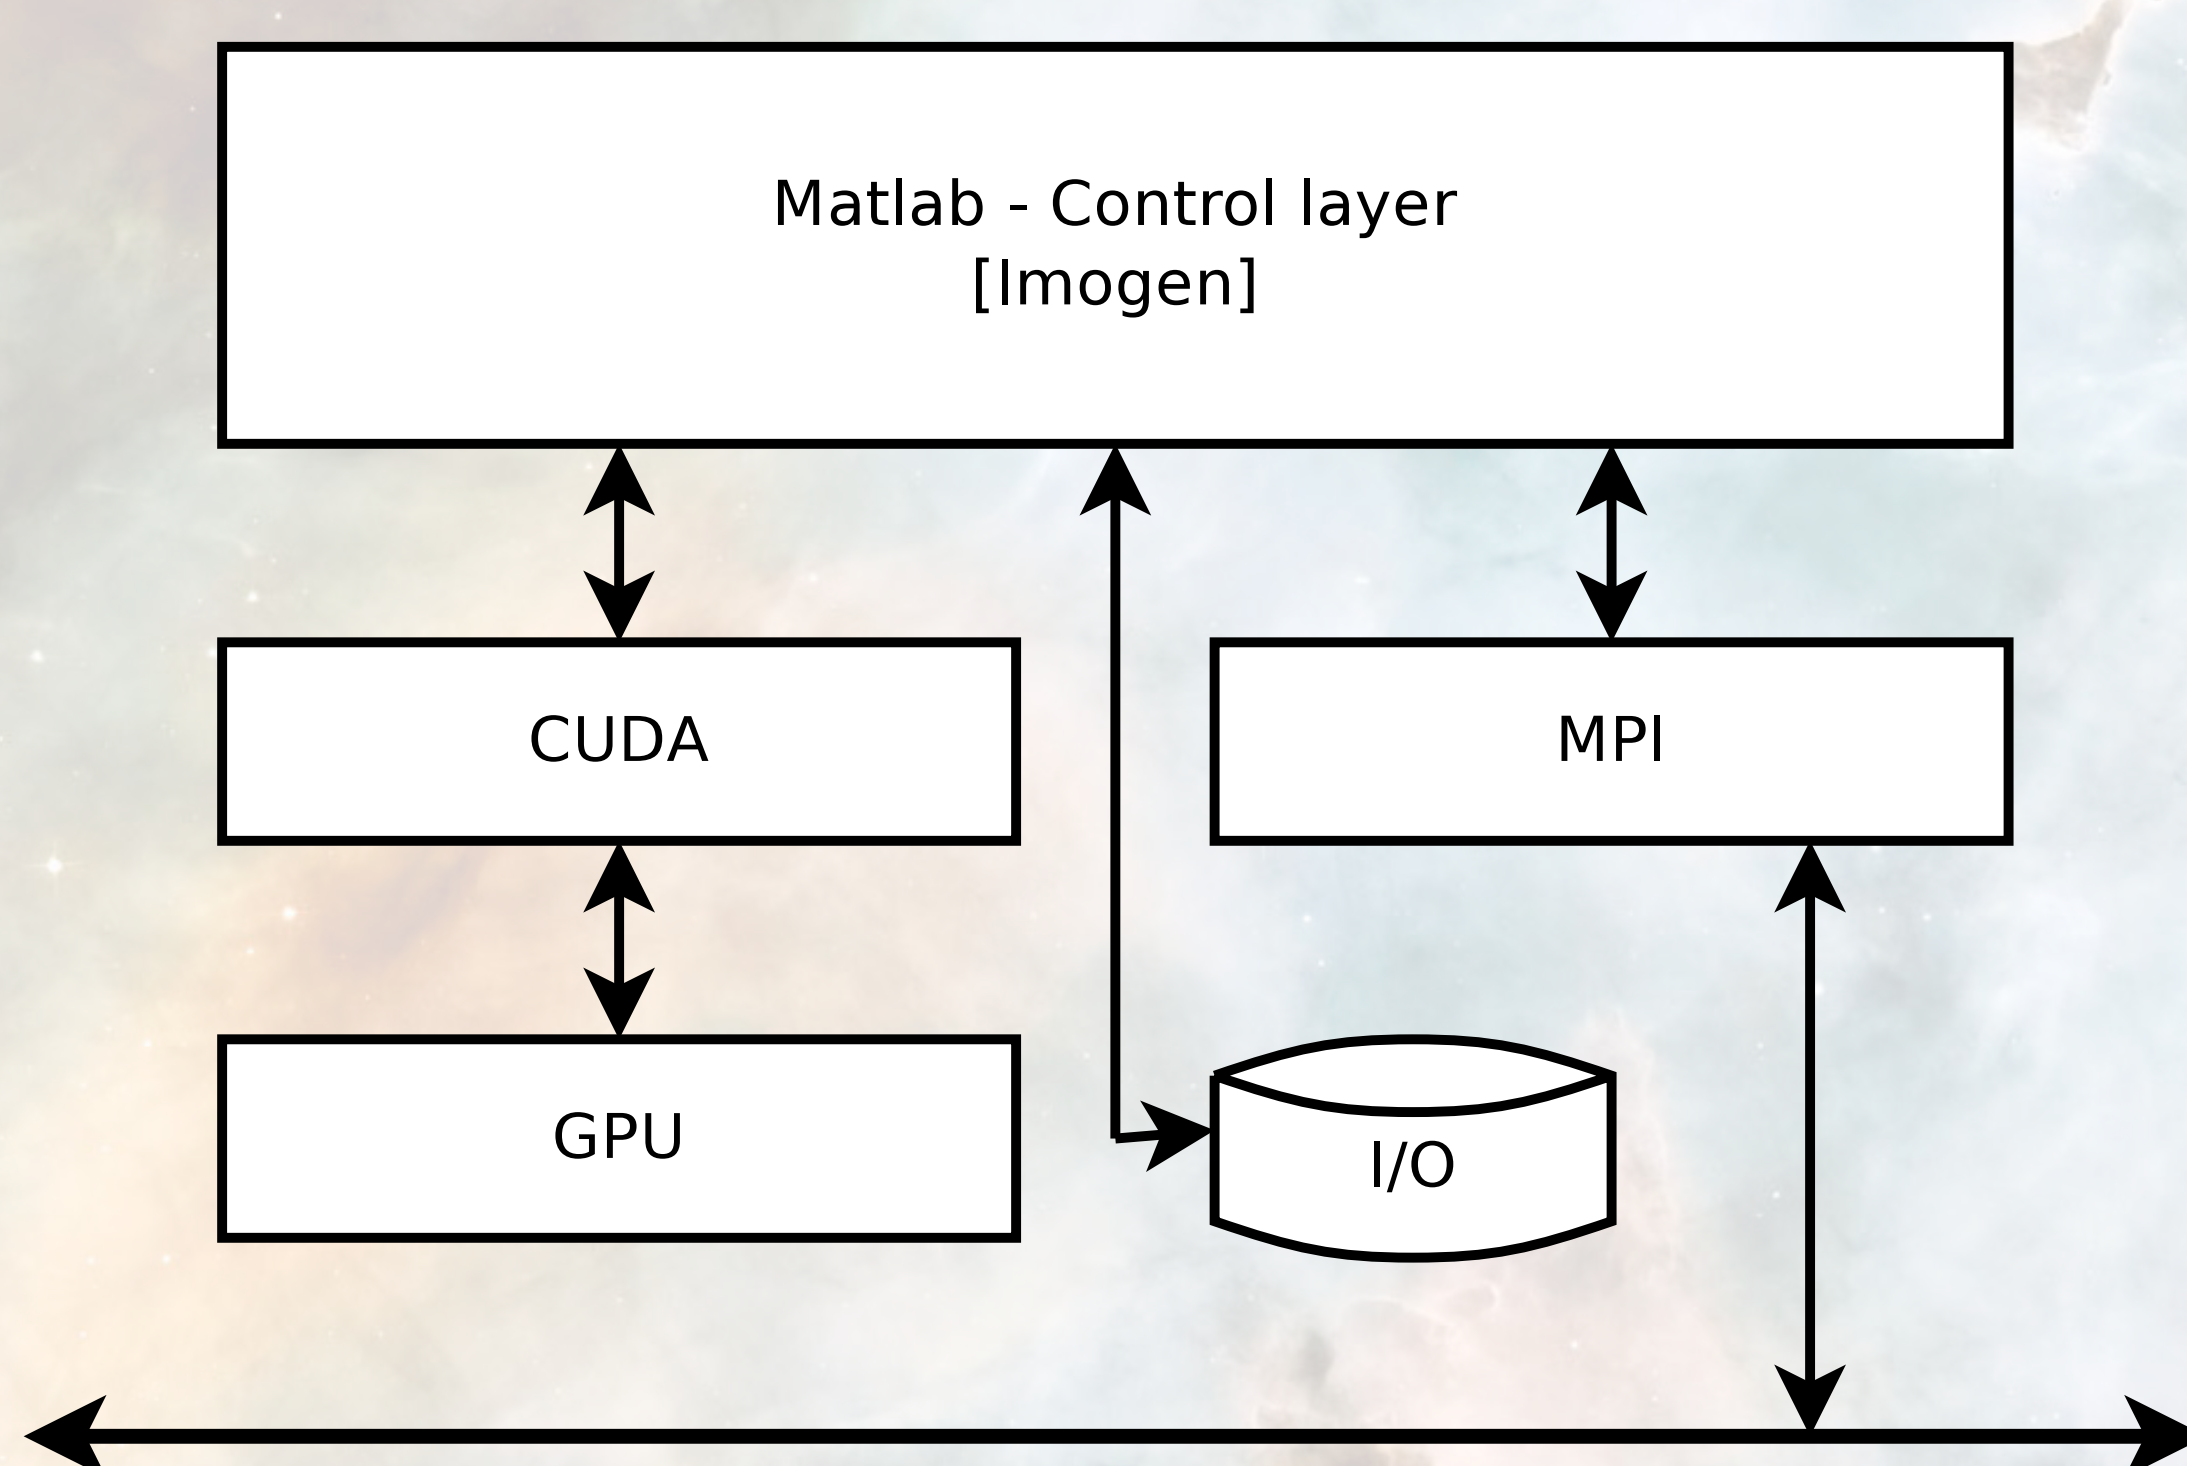 Matlab - Control layer
[Imogen]
CUDA
MPI
GPU
I/O